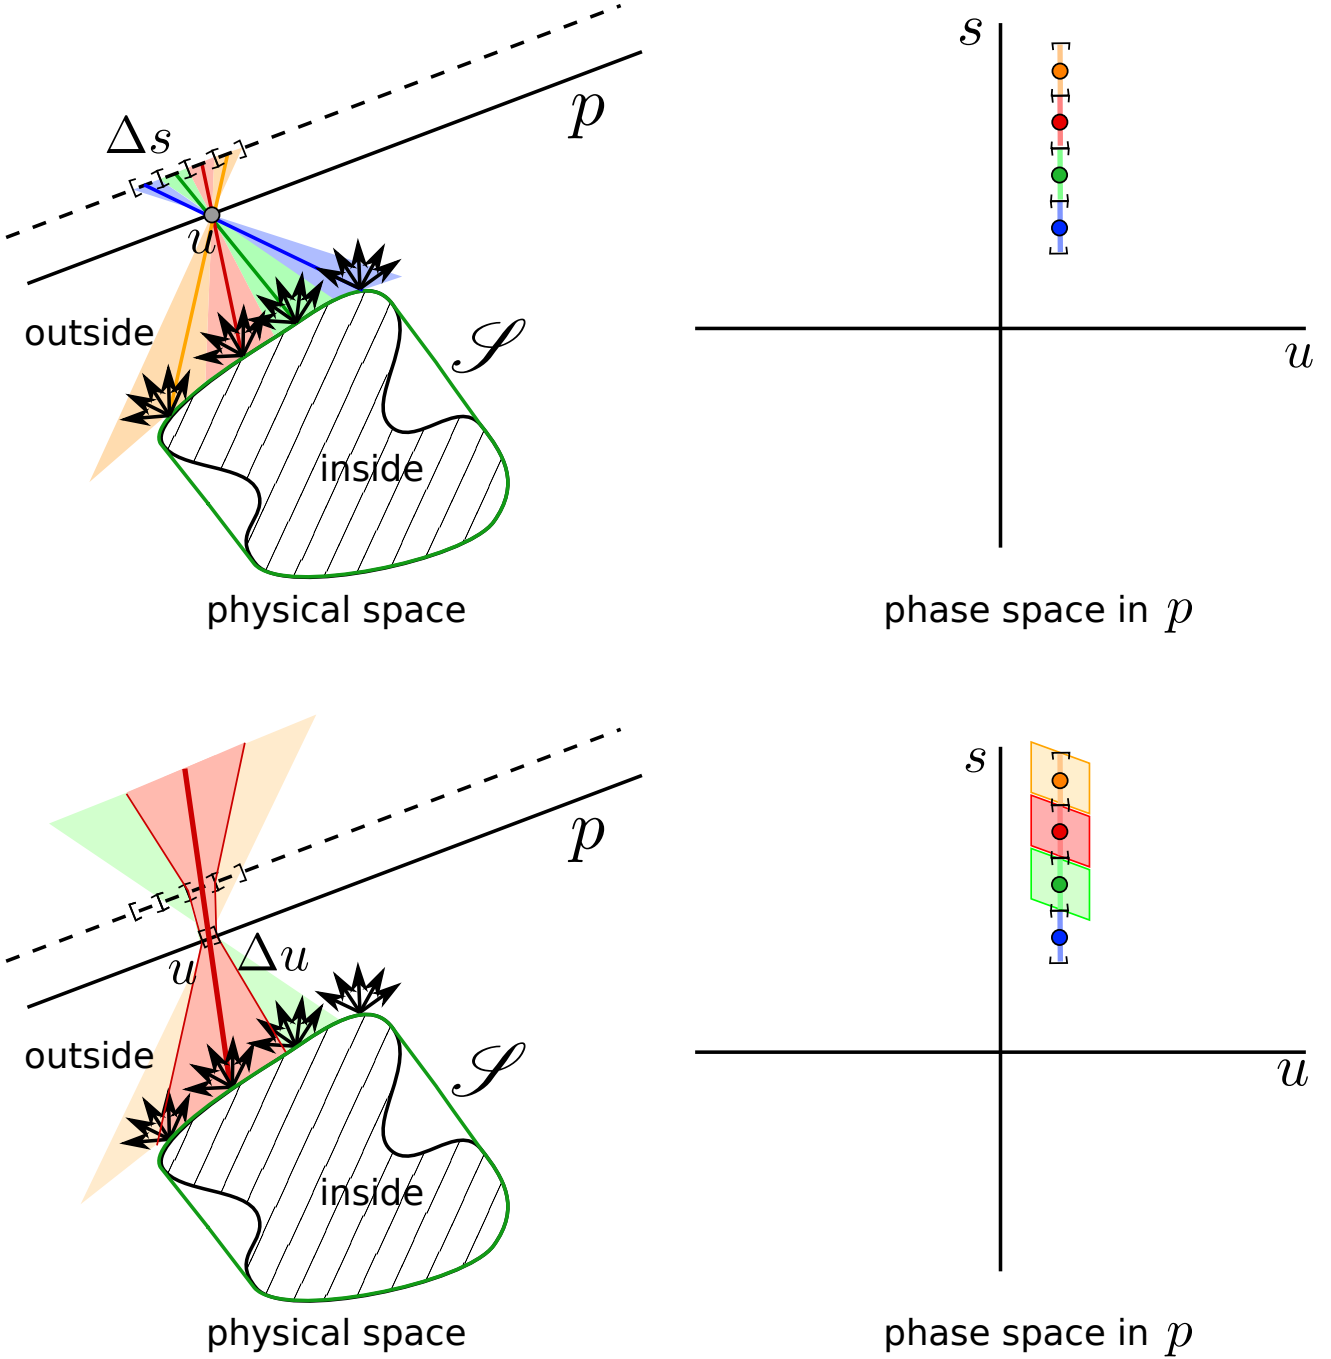 s
p
Δs
u
outside
𝒮
u
inside
physical space
phase space in p
s
p
u
Δu
outside
𝒮
u
inside
physical space
phase space in p